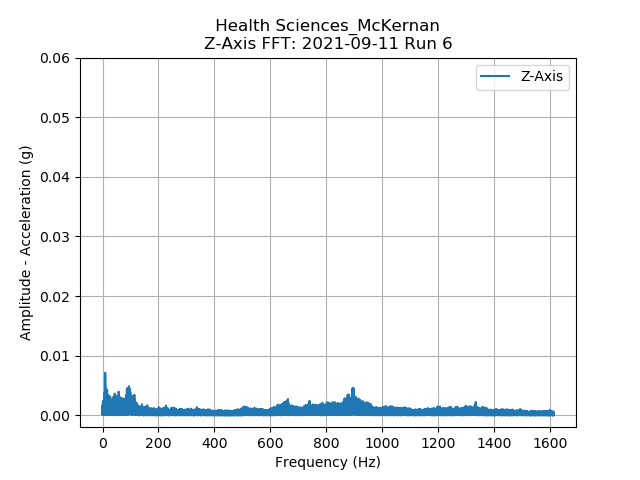 Health Sciences_McKernan
Z-Axis FFT: 2021-09-11 Run 6
Z-Axis
0.06
0.05
0.04
0.03
0.02
0.01
0.00
Amplitude - Acceleration (g)
0 200 400 600 800 1000 1200 1400 1600
Frequency (Hz)